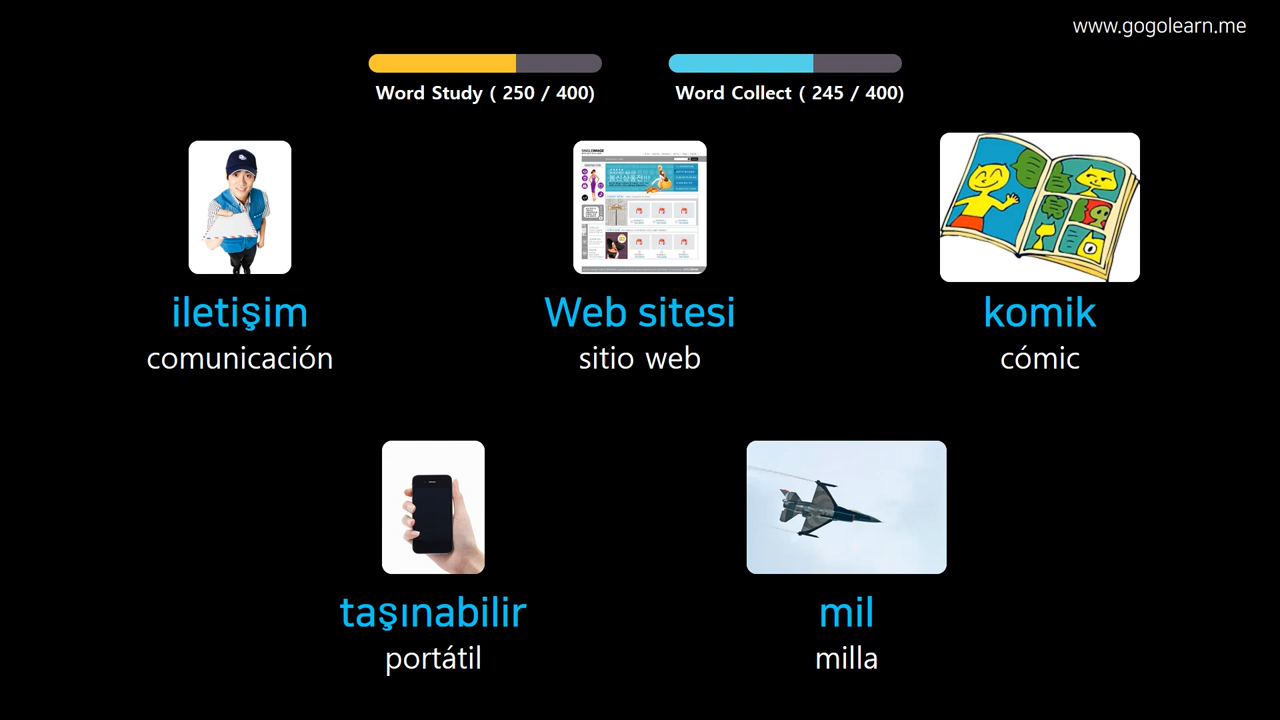 www.gogolearn.me
Word Study ( 250 / 400)
Word Collect ( 245 / 400)
iletişim
comunicación
Web sitesi
sitio web
komik
cómic
taşınabilir
portátil
mil
milla